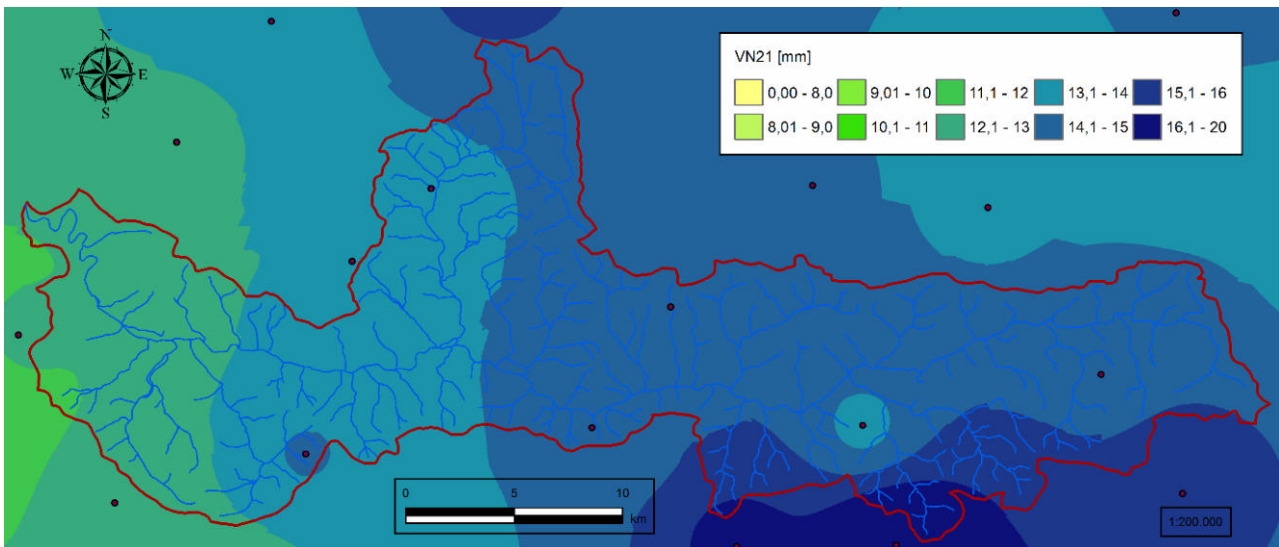 N
W E
S
VN21 [mm]
0,00 - 8,0 9,01 - 10 11,1 - 12 13,1 - 14 15,1 - 16
8,01 - 9,0 10,1 - 11 12,1 - 13 14,1 - 15 16,1 - 20
0 5 10
km
1:200.000